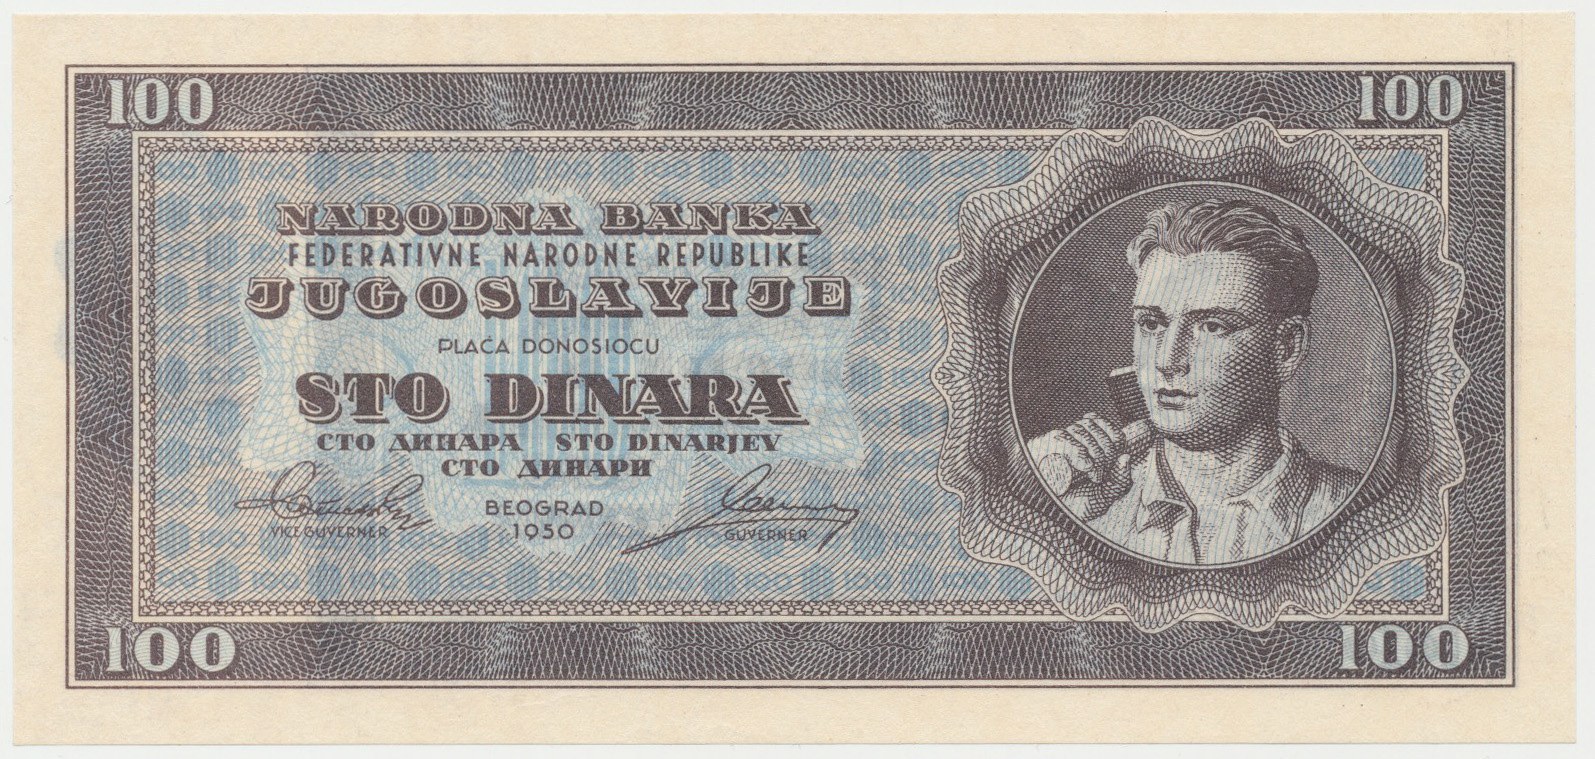 100 100
NARODNA BANKA
FEDERATIVNE NARODNE REPUBLIKE
JUGOSLAVIJE
PLAĆA DONOSIOCU
STO DINARA
СТО ДИНАРА STO DINARJEV
СТО ДИНАРИ
BEOGRAD
1950
VICEGUVERNER GUVERNER
100 100